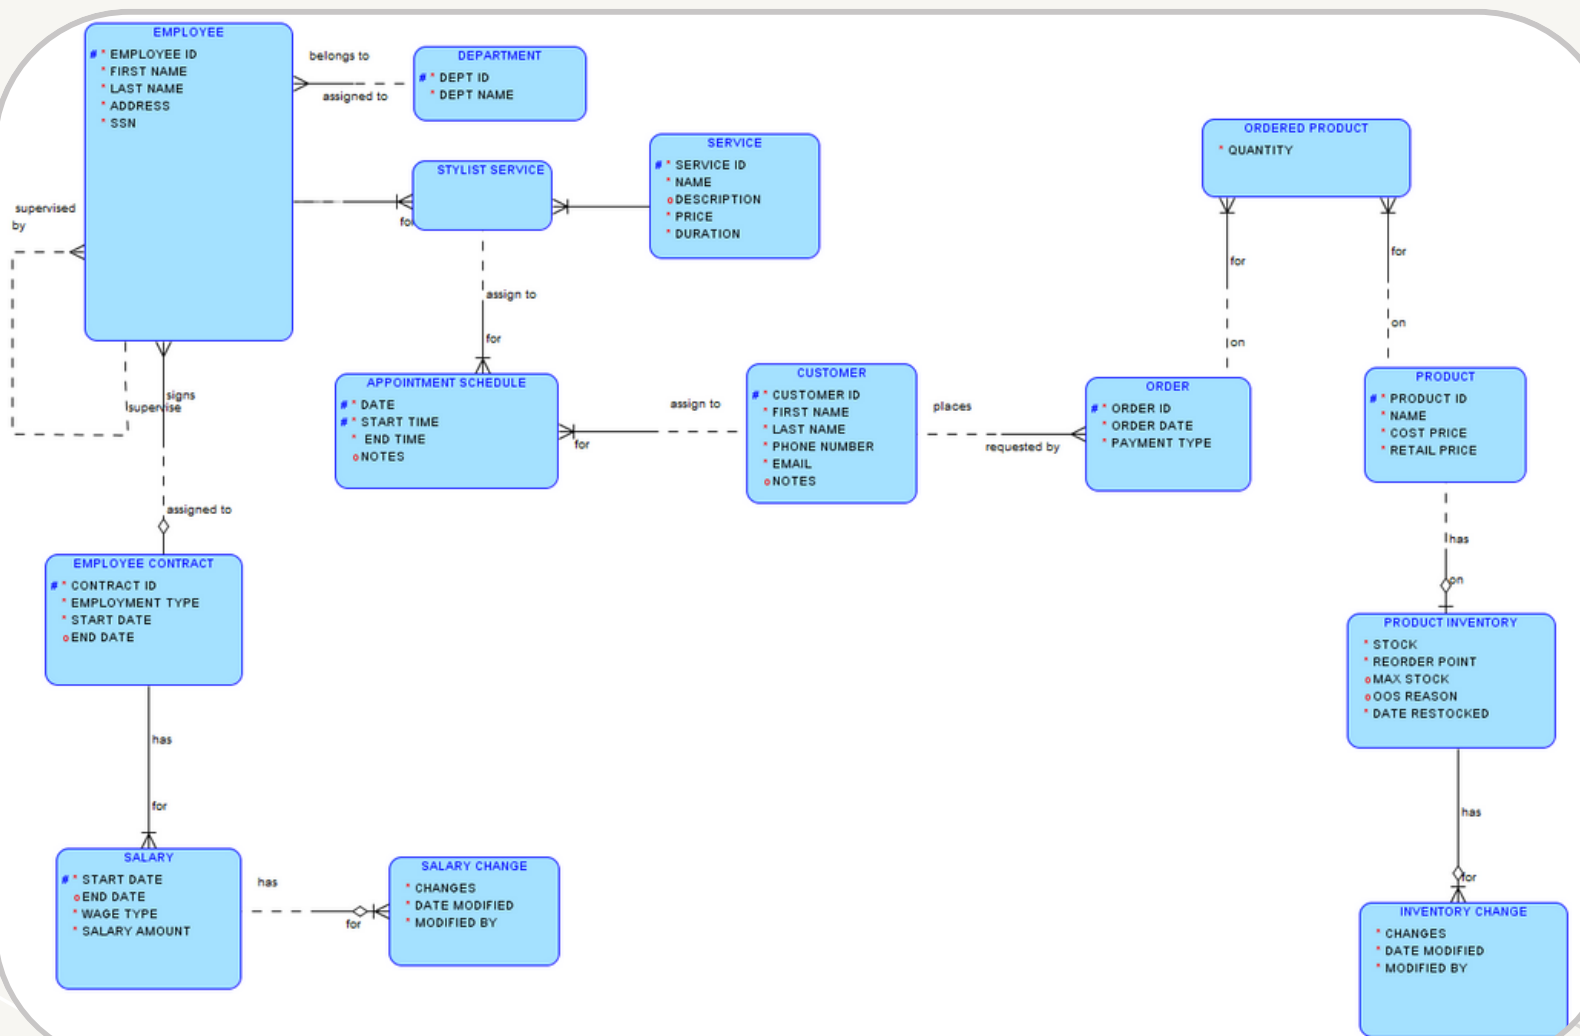 EMPLOYEE
# * EMPLOYEE ID
* FIRST NAME
* LAST NAME
* ADDRESS
* SSN
belongs to
assigned to
DEPARTMENT
# * DEPT ID
* DEPT NAME
STYLIST SERVICE
for
SERVICE
# * SERVICE ID
* NAME
o DESCRIPTION
* PRICE
* DURATION
ORDERED PRODUCT
* QUANTITY
supervised
by
supervise
signs
assigned to
assign to
for
for
on
for
on
APPOINTMENT SCHEDULE
# * DATE
# * START TIME
* END TIME
o NOTES
assign to
for
CUSTOMER
# * CUSTOMER ID
* FIRST NAME
* LAST NAME
* PHONE NUMBER
* EMAIL
o NOTES
places
requested by
ORDER
# * ORDER ID
* ORDER DATE
* PAYMENT TYPE
PRODUCT
# * PRODUCT ID
* NAME
* COST PRICE
* RETAIL PRICE
has
on
EMPLOYEE CONTRACT
# * CONTRACT ID
* EMPLOYMENT TYPE
* START DATE
o END DATE
has
for
PRODUCT INVENTORY
* STOCK
* REORDER POINT
o MAX STOCK
o OOS REASON
* DATE RESTOCKED
has
for
SALARY
# * START DATE
o END DATE
* WAGE TYPE
* SALARY AMOUNT
has
for
SALARY CHANGE
* CHANGES
* DATE MODIFIED
* MODIFIED BY
INVENTORY CHANGE
* CHANGES
* DATE MODIFIED
* MODIFIED BY